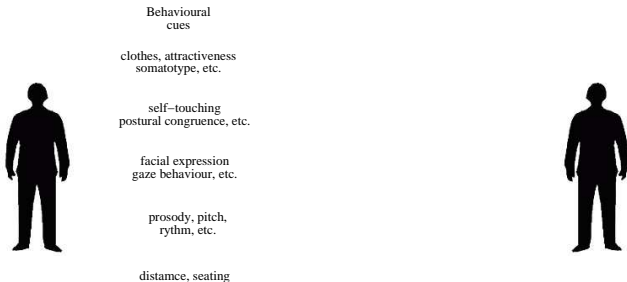 Behavioural
cues
clothes, attractiveness
somatotype, etc.
self−touching
postural congruence, etc.
facial expression
gaze behaviour, etc.
prosody, pitch,
rythm, etc.
distamce, seating